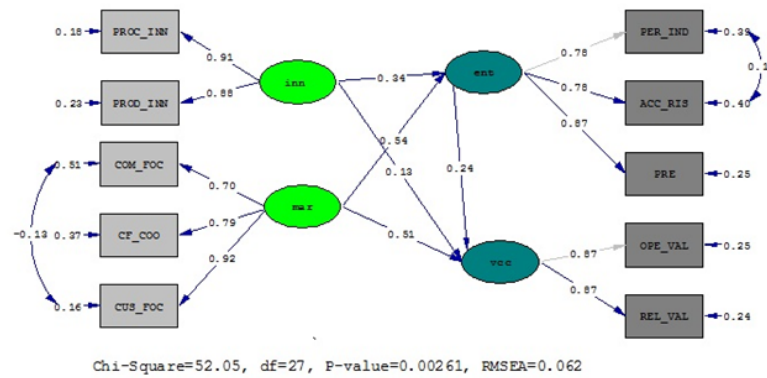 0.18 PROC_INN
0.91
0.23 PROD_INN
0.88
inn
0.34
ent
0.78
PER_IND 0.39
0.1
0.78
ACC_RIS 0.40
0.87
PRE 0.25
0.51 COM_FOC
0.70
0.54
0.13
0.24
-0.13
0.37 CF_COO
0.79
mar
0.51
0.92
0.16 CUS_FOC
vcc
0.87
OPE_VAL 0.25
0.87
REL_VAL 0.24
Chi-Square=52.05, df=27, P-value=0.00261, RMSEA=0.062